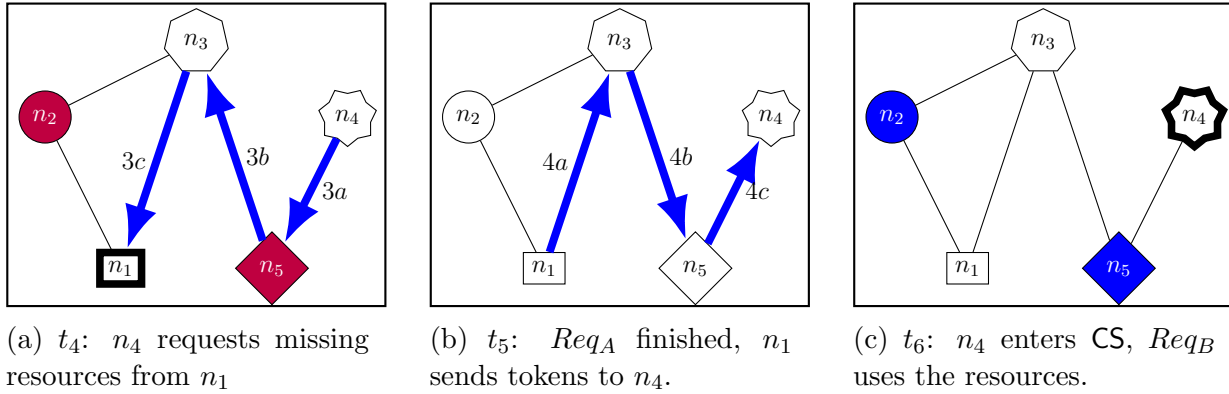 n₃
n₂
n₄
3c
3b
3a
n₁
n₅
(a) t₄: n₄ requests missing
resources from n₁
n₃
n₂
n₄
4a
4b
4c
n₁
n₅
(b) t₅: Req_A finished, n₁
sends tokens to n₄.
n₃
n₂
n₄
n₁
n₅
(c) t₆: n₄ enters CS, Req_B
uses the resources.